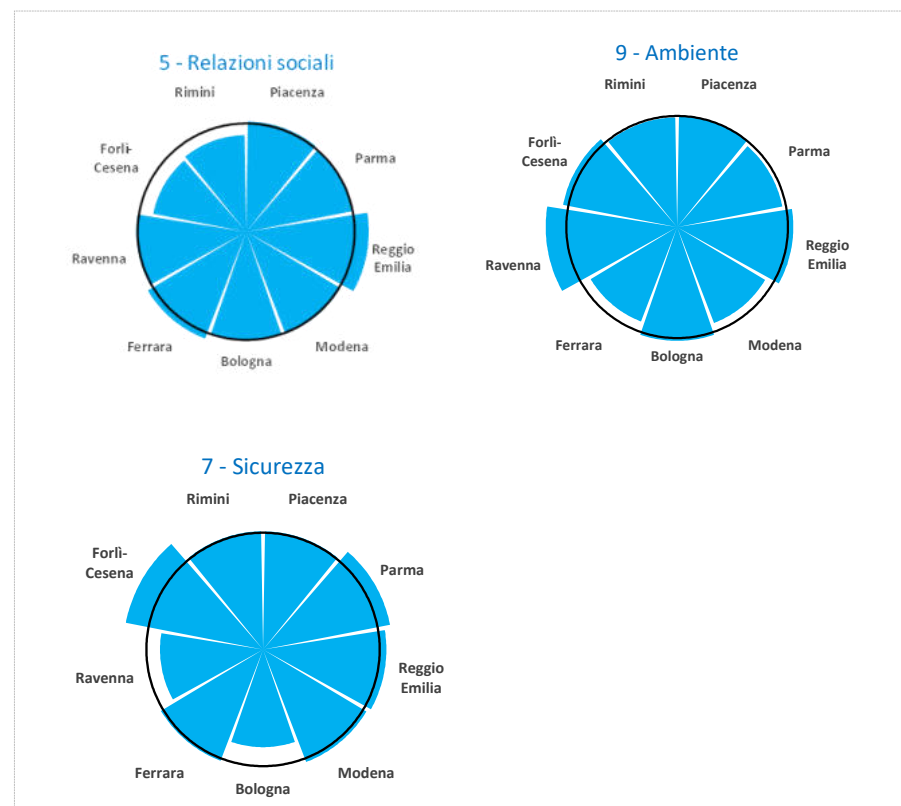 5 - Relazioni sociali
Rimini
Piacenza
Forlì-
Cesena
Parma
Ravenna
Reggio
Emilia
Ferrara
Bologna
Modena
9 - Ambiente
Rimini
Piacenza
Forlì-
Cesena
Parma
Ravenna
Reggio
Emilia
Ferrara
Bologna
Modena
7 - Sicurezza
Rimini
Piacenza
Forlì-
Cesena
Parma
Ravenna
Reggio
Emilia
Ferrara
Bologna
Modena